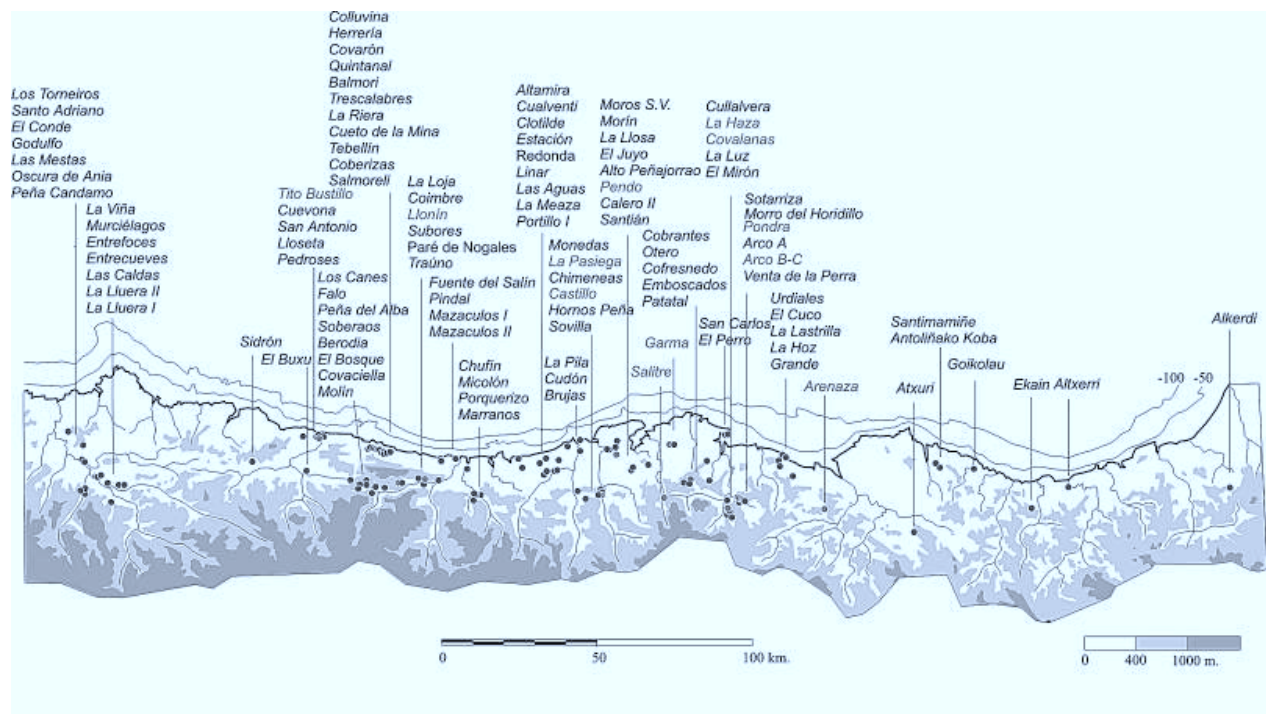 Los Torneiros
Santo Adriano
El Conde
Godulfo
Las Mestas
Oscura de Ania
Peña Candamo
La Viña
Murciélagos
Entrefoces
Entrecueves
Las Caldas
La Lluera II
La Lluera I
Sidrón
El Buxu
Tito Bustillo
Cuevona
San Antonio
Lloseta
Pedroses
Los Canes
Falo
Peña del Alba
Soberaos
Berodia
El Bosque
Covaciella
Molín
Colluvina
Herrería
Covarón
Quintanal
Balmori
Trescalabres
La Riera
Cueto de la Mina
Tebellín
Coberizas
Salmoreli
La Loja
Coimbre
Llonín
Subores
Paré de Nogales
Traúno
Fuente del Salín
Pindal
Mazaculos I
Mazaculos II
Chufín
Micolón
Porquerizo
Marranos
Altamira
Cualventi
Clotilde
Estación
Redonda
Linar
Las Aguas
La Meaza
Portillo I
Monedas
La Pasiega
Chimeneas
Castillo
Hornos Peña
Sovilla
La Pila
Cudón
Brujas
Moros S.V.
Morín
La Llosa
El Juyo
Alto Peñajorrao
Pendo
Calero II
Santián
Cobrantes
Otero
Cofresnedo
Emboscados
Patatal
Garma
Salitre
San Carlos
El Perro
Cullalvera
La Haza
Covalanas
La Luz
El Mirón
Sotarriza
Morro del Horidillo
Pondra
Arco A
Arco B-C
Venta de la Perra
Urdiales
El Cuco
La Lastrilla
La Hoz
Grande
Arenaza
Santimamiñe
Antoliñako Koba
Atxuri
Goikolau
Ekain Altxerri
Alkerdi
-100 -50
0 50 100 km.
0 400 1000 m.